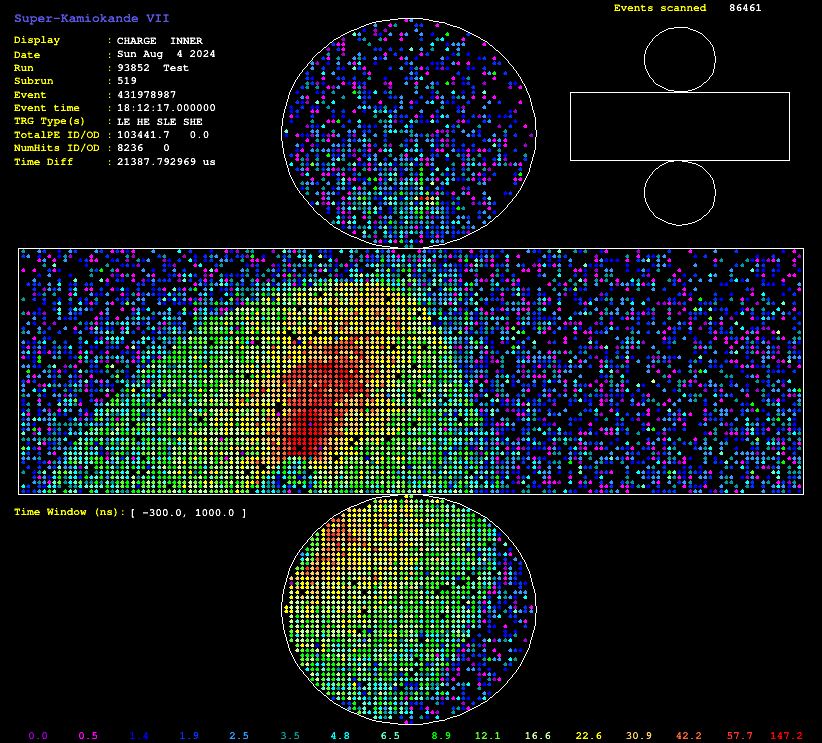 Super-Kamiokande VII
Events scanned 86461
Display : CHARGE INNER
Date : Sun Aug 4 2024
Run : 93852 Test
Subrun : 519
Event : 431978987
Event time : 18:12:17.000000
TRG Type(s) : LE HE SLE SHE
TotalPE ID/OD : 103441.7 0.0
NumHits ID/OD : 8236 0
Time Diff : 21387.792969 us
Time Window (ns): [ -300.0, 1000.0 ]
0.0 0.5 1.4 1.9 2.5 3.5 4.8 6.5 8.9 12.1 16.6 22.6 30.9 42.2 57.7 147.2